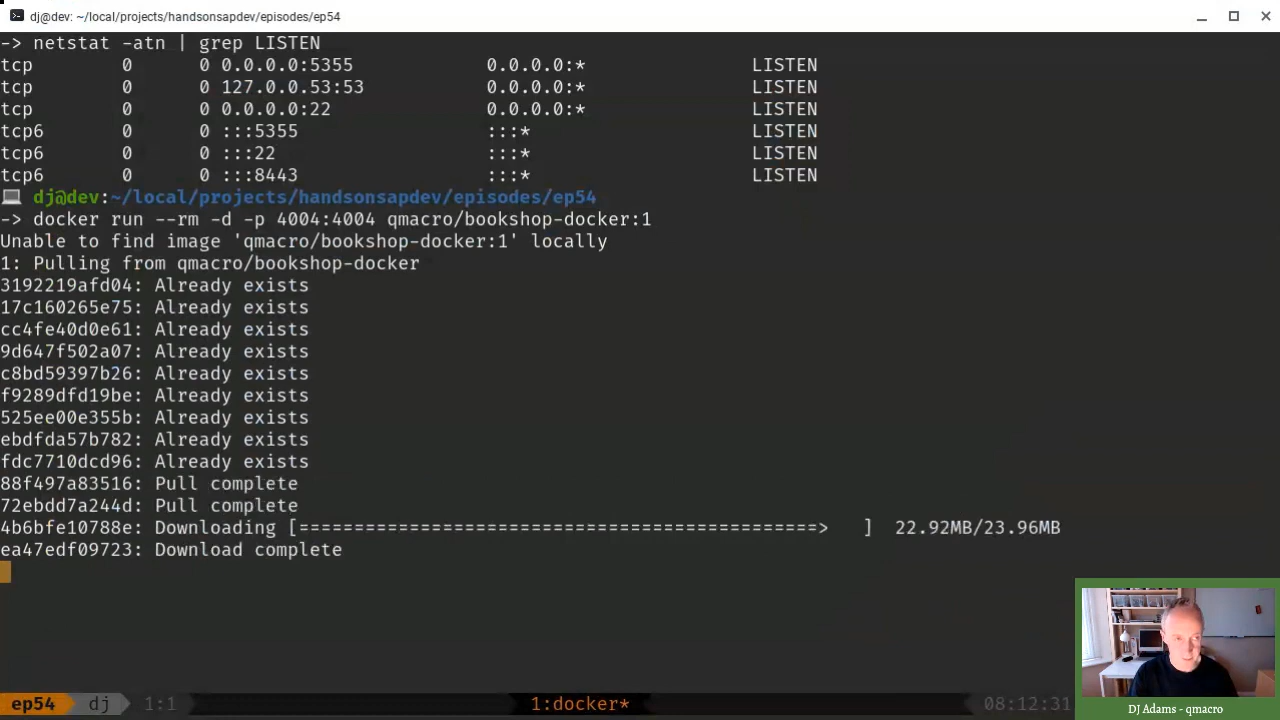 dj@dev: ~/local/projects/handsonsapdev/episodes/ep54
-> netstat -atn | grep LISTEN
tcp 0 0 0.0.0.0:5355 0.0.0.0:* LISTEN
tcp 0 0 127.0.0.53:53 0.0.0.0:* LISTEN
tcp 0 0 0.0.0.0:22 0.0.0.0:* LISTEN
tcp6 0 0 :::5355 :::* LISTEN
tcp6 0 0 :::22 :::* LISTEN
tcp6 0 0 :::8443 :::* LISTEN
dj@dev:~/local/projects/handsonsapdev/episodes/ep54
-> docker run --rm -d -p 4004:4004 qmacro/bookshop-docker:1
Unable to find image 'qmacro/bookshop-docker:1' locally
1: Pulling from qmacro/bookshop-docker
3192219afd04: Already exists
17c160265e75: Already exists
cc4fe40d0e61: Already exists
9d647f502a07: Already exists
c8bd59397b26: Already exists
f9289dfd19be: Already exists
525ee00e355b: Already exists
ebdfda57b782: Already exists
fdc7710dcd96: Already exists
88f497a83516: Pull complete
72ebdd7a244d: Pull complete
4b6bfe10788e: Downloading [===============================================>   ] 22.92MB/23.96MB
ea47edf09723: Download complete
ep54 dj 1:1 1:docker* 08:12:31
DJ Adams - qmacro